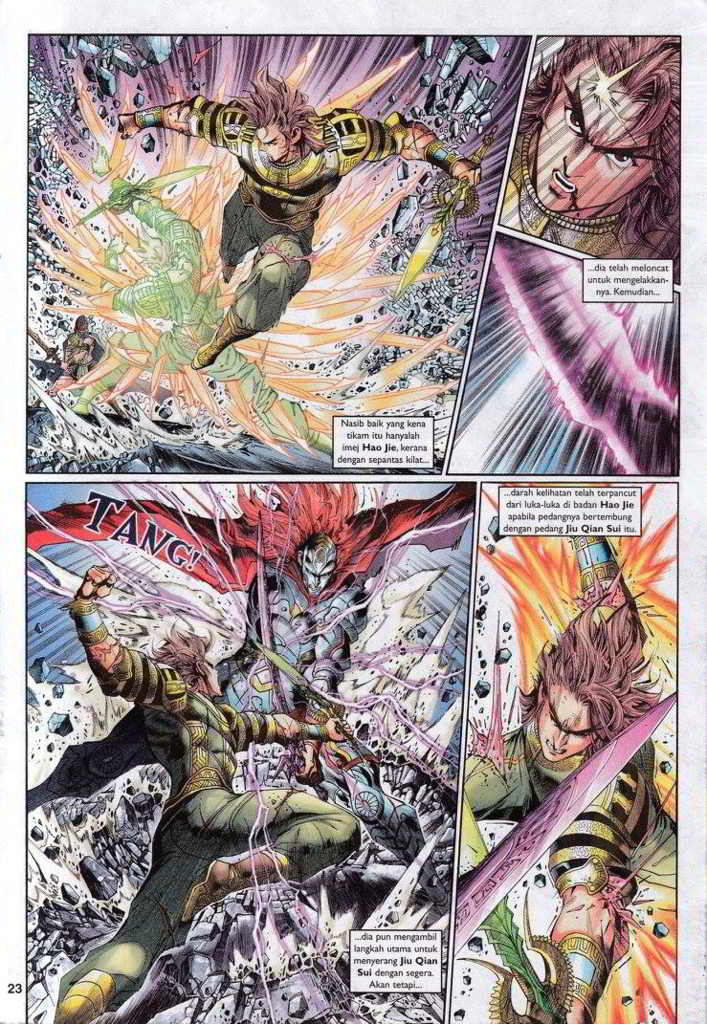 Nasib baik yang kena
tikam itu hanyalah
imej Hao Jie, kerana
dengan sepantas kilat...
...dia telah meloncat
untuk mengelakkan-
nya. Kemudian...
TANG!
...dia pun mengambil
langkah utama untuk
menyerang Jiu Qian
Sui dengan segera.
Akan tetapi...
...darah kelihatan telah terpancut
dari luka-luka di badan Hao Jie
apabila pedangnya bertembung
dengan pedang Jiu Qian Sui itu.
23